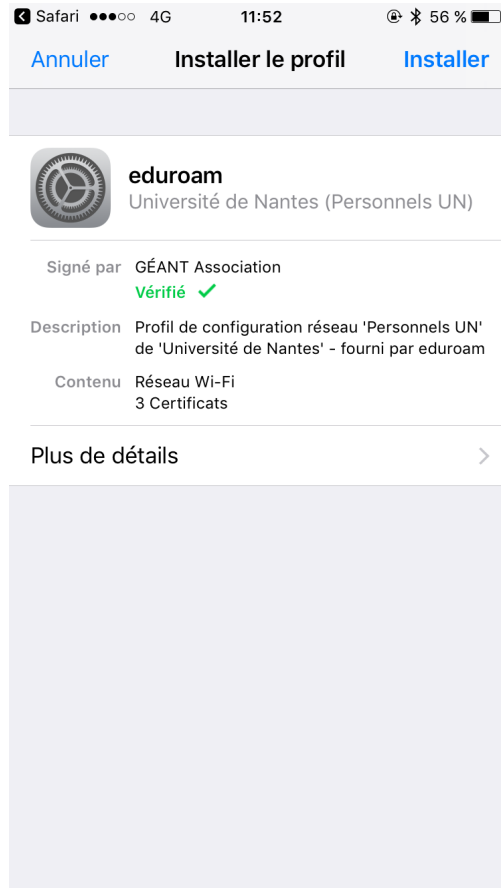 Safari 4G 11:52 56 %
Annuler Installer le profil Installer
eduroam
Université de Nantes (Personnels UN)
Signé par GÉANT Association
Vérifié ✓
Description Profil de configuration réseau 'Personnels UN'
de 'Université de Nantes' - fourni par eduroam
Contenu Réseau Wi-Fi
3 Certificats
Plus de détails